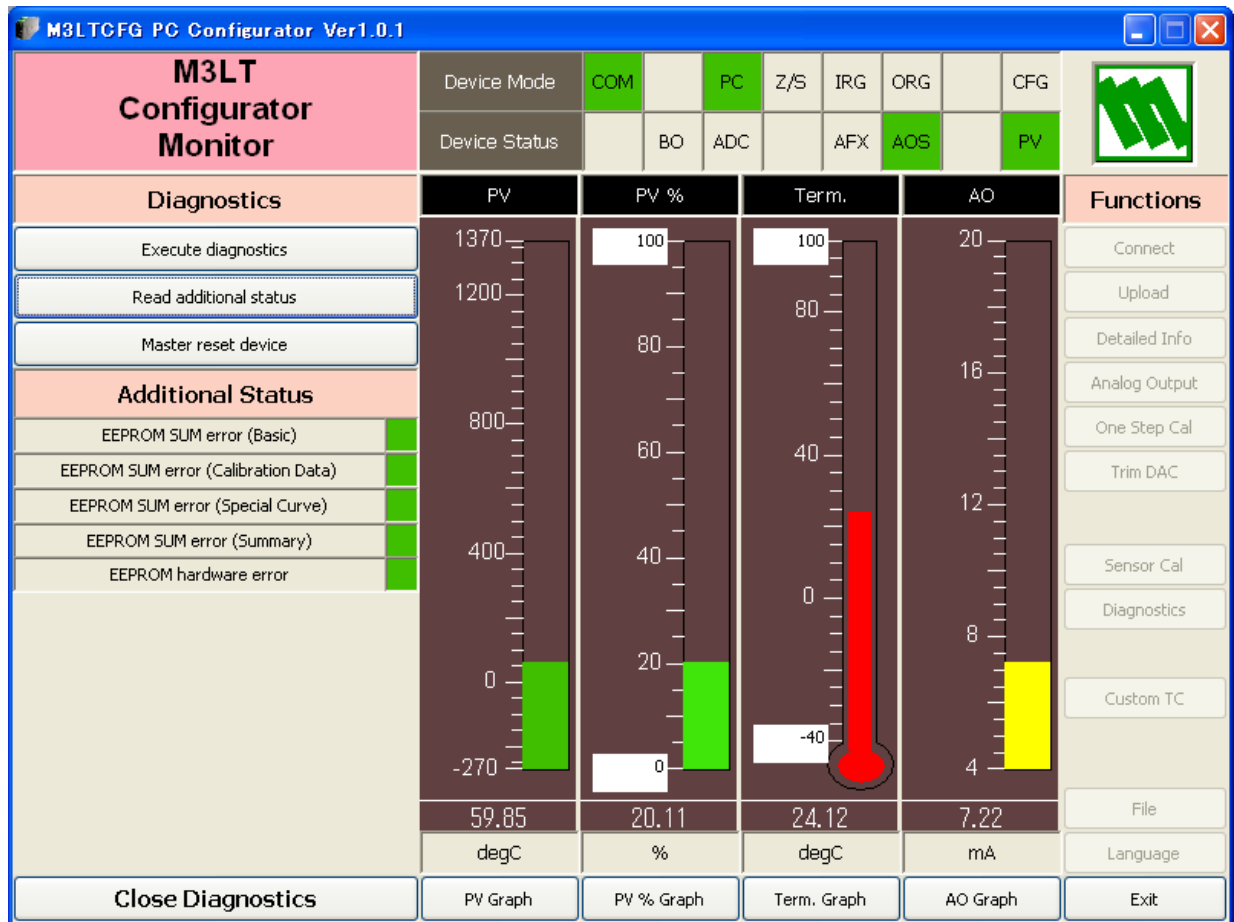 M3LTCFG PC Configurator Ver1.0.1
M3LT
Configurator
Monitor
Device Mode
COM
PC
Z/S
IRG
ORG
CFG
Device Status
BO
ADC
AFX
AOS
PV
Diagnostics
Execute diagnostics
Read additional status
Master reset device
Additional Status
EEPROM SUM error (Basic)
EEPROM SUM error (Calibration Data)
EEPROM SUM error (Special Curve)
EEPROM SUM error (Summary)
EEPROM hardware error
Close Diagnostics
PV
1370
1200
800
400
0
-270
59.85
degC
PV Graph
PV %
100
80
60
40
20
0
20.11
%
PV % Graph
Term.
100
80
40
0
-40
24.12
degC
Term. Graph
AO
20
16
12
8
4
7.22
mA
AO Graph
Functions
Connect
Upload
Detailed Info
Analog Output
One Step Cal
Trim DAC
Sensor Cal
Diagnostics
Custom TC
File
Language
Exit